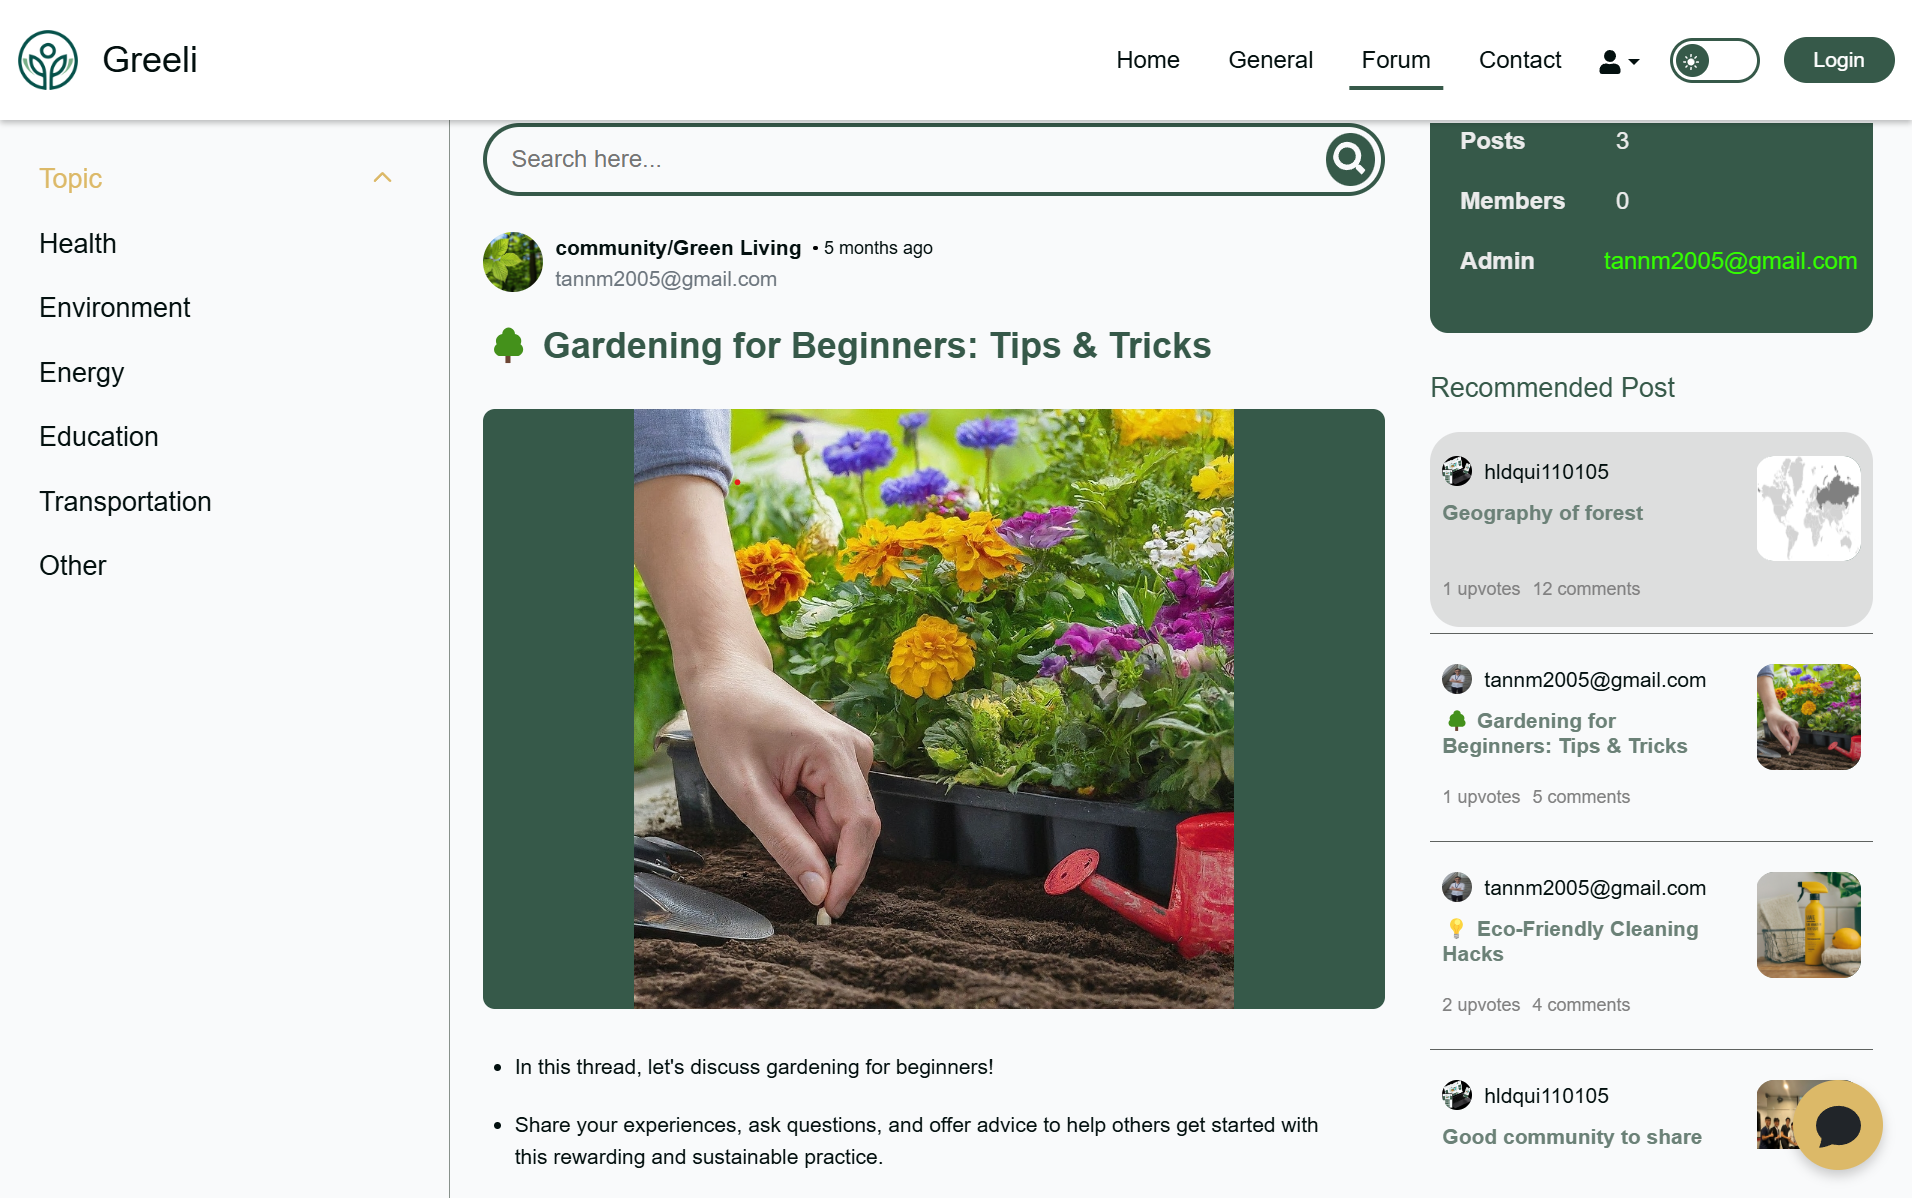 Greeli
Home
General
Forum
Contact
Login
Topic
Health
Environment
Energy
Education
Transportation
Other
Search here...
community/Green Living • 5 months ago
tannm2005@gmail.com
Gardening for Beginners: Tips & Tricks
• In this thread, let's discuss gardening for beginners!
• Share your experiences, ask questions, and offer advice to help others get started with
this rewarding and sustainable practice.
Posts 3
Members 0
Admin tannm2005@gmail.com
Recommended Post
hldqui110105
Geography of forest
1 upvotes 12 comments
tannm2005@gmail.com
Gardening for
Beginners: Tips & Tricks
1 upvotes 5 comments
tannm2005@gmail.com
Eco-Friendly Cleaning
Hacks
2 upvotes 4 comments
hldqui110105
Good community to share